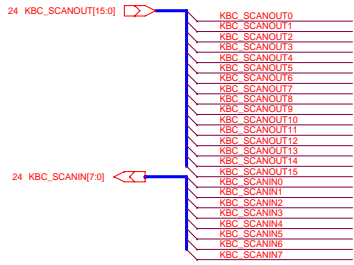 24 KBC_SCANOUT[15:0]
KBC_SCANOUT0
KBC_SCANOUT1
KBC_SCANOUT2
KBC_SCANOUT3
KBC_SCANOUT4
KBC_SCANOUT5
KBC_SCANOUT6
KBC_SCANOUT7
KBC_SCANOUT8
KBC_SCANOUT9
KBC_SCANOUT10
KBC_SCANOUT11
KBC_SCANOUT12
KBC_SCANOUT13
KBC_SCANOUT14
KBC_SCANOUT15
24 KBC_SCANIN[7:0]
KBC_SCANIN0
KBC_SCANIN1
KBC_SCANIN2
KBC_SCANIN3
KBC_SCANIN4
KBC_SCANIN5
KBC_SCANIN6
KBC_SCANIN7